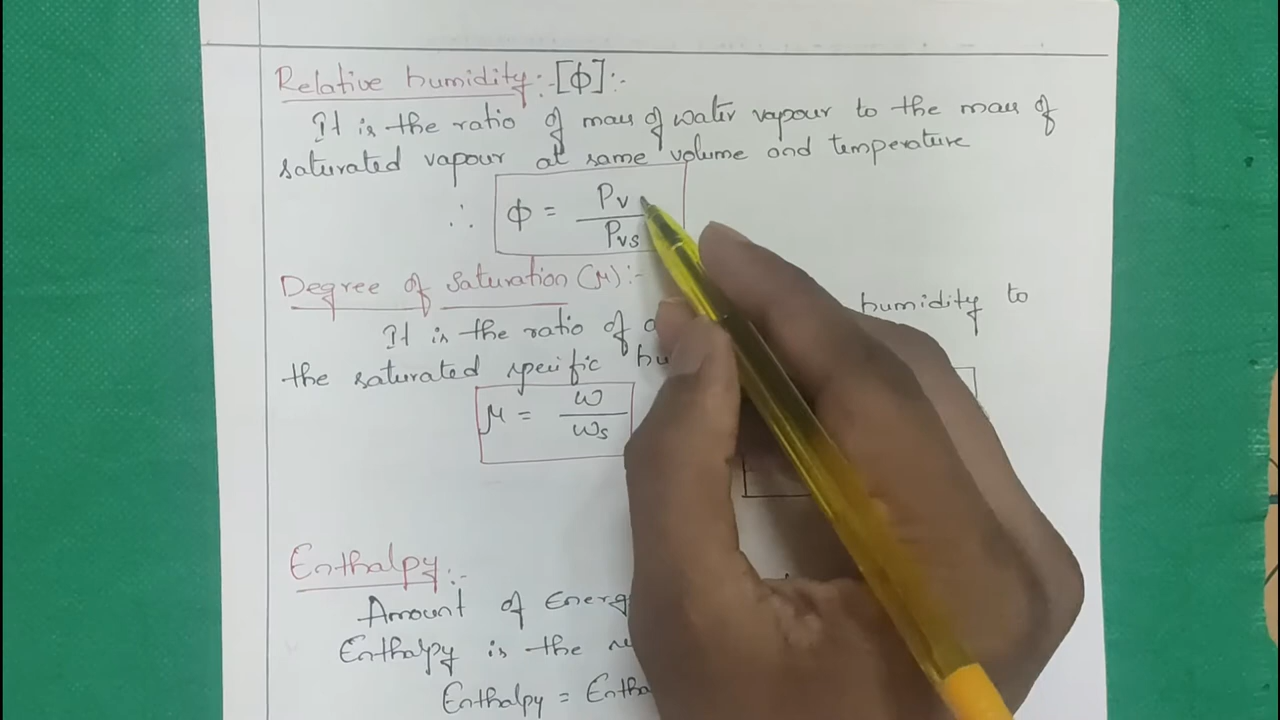 Relative humidity:- [ϕ]:-
It is the ratio of mass of water vapour to the mass of
saturated vapour at same volume and temperature
∴ ϕ = Pv / Pvs
Degree of saturation (μ):-
It is the ratio of humidity to
the saturated specific
μ = ω / ωs
Enthalpy:-
Amount of Energ
Enthalpy is the
Enthalpy = Entha